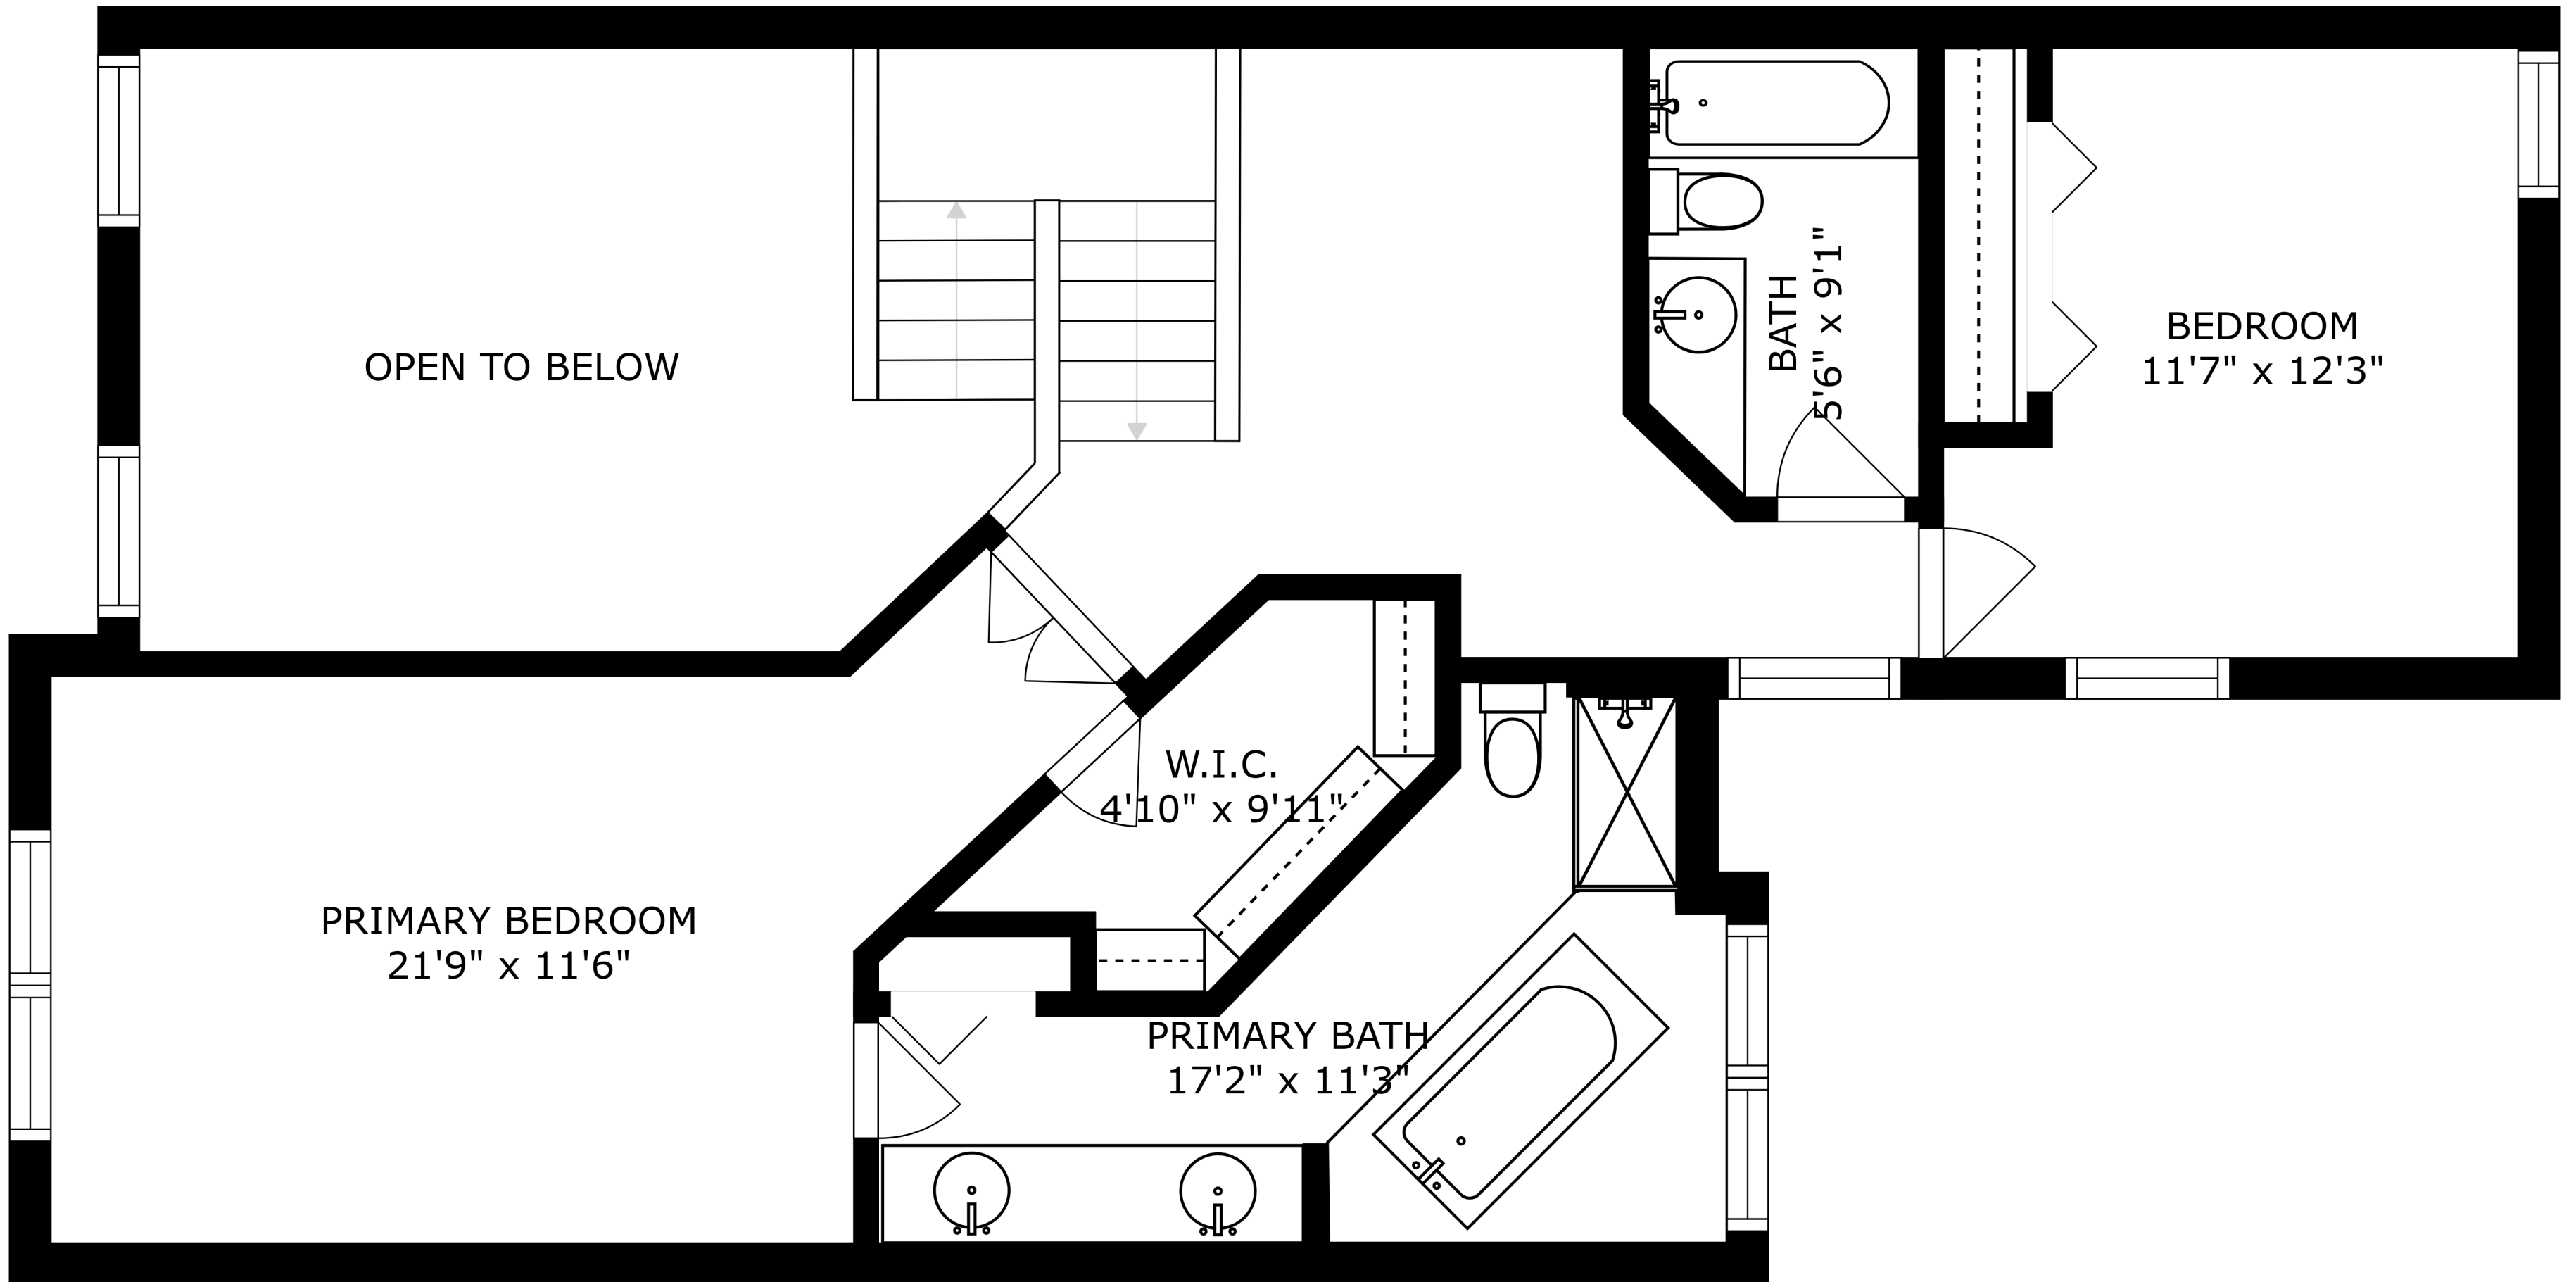 OPEN TO BELOW
BATH
5'6" x 9'1"
BEDROOM
11'7" x 12'3"
W.I.C.
4'10" x 9'11"
PRIMARY BEDROOM
21'9" x 11'6"
PRIMARY BATH
17'2" x 11'3"